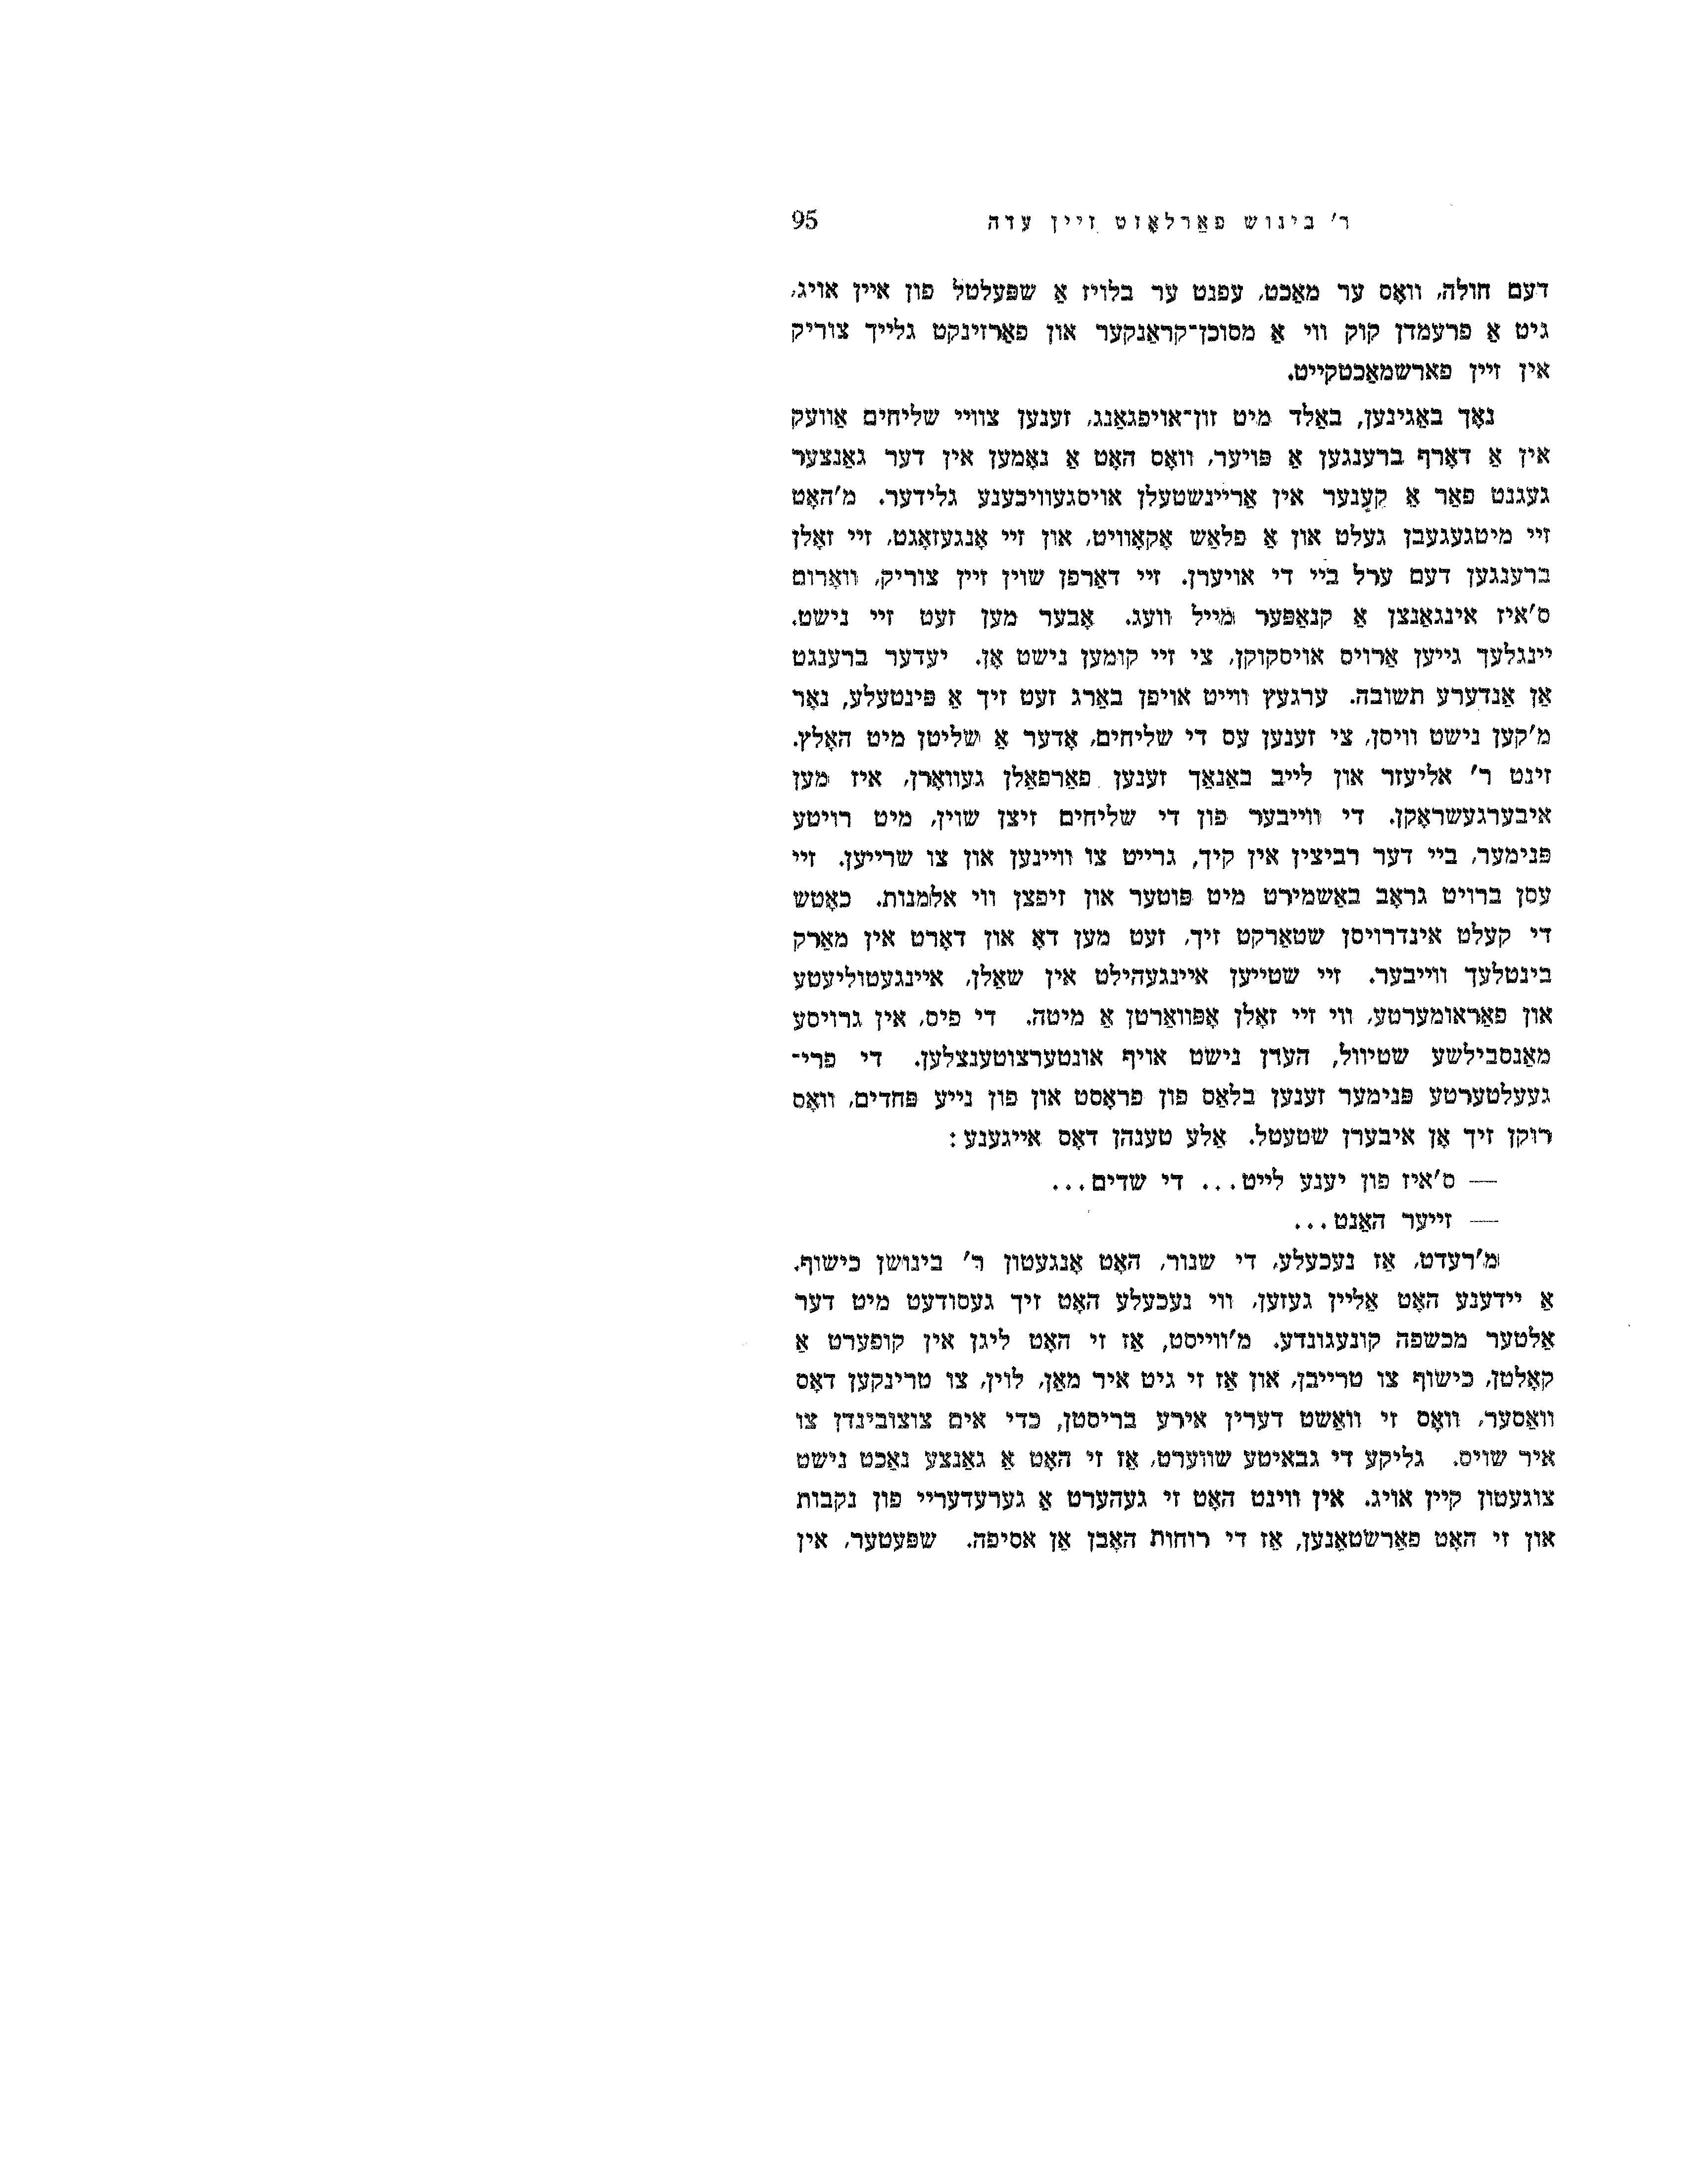 ר' בינוש פאַרלאָזט זיין עדה 95
דעם חולה, וואָס ער מאַכט, עפנט ער בלויז אַ שפּעלטל פון איין אויג,
גיט אַ פרעמדן קוק ווי אַ מסוכן־קראַנקער און פאַרזינקט גלייך צוריק
אין זיין פארשמאַכטקייט.
נאָך באַגינען, באַלד מיט זון־אויפגאַנג, זענען צוויי שליחים אַוועק
אין אַ דאָרף ברענגען אַ פּויער, וואָס האָט אַ נאָמען אין דער גאַנצער
געגנט פאַר אַ קענער אין אַריינשטעלן אויסגעוויכענע גלידער. מ'האָט
זיי מיטגעגעבן געלט און אַ פלאַש אָקאָוויט, און זיי אָנגעזאָגט, זיי זאָלן
ברענגען דעם ערל ביי די אויערן. זיי דאַרפן שוין זיין צוריק, וואָרום
ס'איז אינגאַנצן אַ קנאַפּער מייל וועג. אָבער מען זעט זיי נישט.
יינגלעך גייען אַרויס אויסקוקן, צי זיי קומען נישט אָן. יעדער ברענגט
אַן אַנדערע תשובה. ערגעץ ווייט אויפן באַרג זעט זיך אַ פּינטעלע, נאָר
מ'קען נישט וויסן, צי זענען עס די שליחים, אָדער אַ שליטן מיט האָלץ.
זינט ר' אליעזר און לייב באַנאַך זענען פאַרפאַלן געוואָרן, איז מען
איבערגעשראָקן. די ווייבער פון די שליחים זיצן שוין, מיט רויטע
פּנימער, ביי דער רביצין אין קיך, גרייט צו וויינען און צו שרייען. זיי
עסן ברויט גראָב באַשמירט מיט פּוטער און זיפצן ווי אלמנות. כאָטש
די קעלט אינדרויסן שטאַרקט זיך, זעט מען דאָ און דאָרט אין מאַרק
בינטלעך ווייבער. זיי שטייען איינגעהילט אין שאַלן, איינגעטוליעטע
און פאַראומערטע, ווי זיי זאָלן אָפּוואַרטן אַ מיטה. די פיס, אין גרויסע
מאַנסבילשע שטיוול, הערן נישט אויף אונטערצוטענצלען. די פרי־
געעלטערטע פּנימער זענען בלאַס פון פראָסט און פון נייע פּחדים, וואָס
רוקן זיך אָן איבערן שטעטל. אַלע טענהן דאָס אייגענע:
— ס'איז פון יענע לייט... די שדים...
— זייער האַנט...
מ'רעדט, אַז נעכעלע, די שנור, האָט אָנגעטון ר' בינושן כישוף.
אַ יידענע האָט אַליין געזען, ווי נעכעלע האָט זיך געסודעט מיט דער
אַלטער מכשפה קונעגונדע. מ'ווייסט, אַז זי האָט ליגן אין קופערט אַ
קאָלטן, כישוף צו טרייבן, און אַז זי גיט איר מאַן, לוין, צו טרינקען דאָס
וואַסער, וואָס זי וואַשט דערין אירע בריסטן, כדי אים צוצובינדן צו
איר שויס. גליקע די גבאיטע שווערט, אַז זי האָט אַ גאַנצע נאַכט נישט
צוגעטון קיין אויג. אין ווינט האָט זי געהערט אַ גערעדעריי פון נקבות
און זי האָט פאַרשטאַנען, אַז די רוחות האָבן אַן אסיפה. שפּעטער, אין